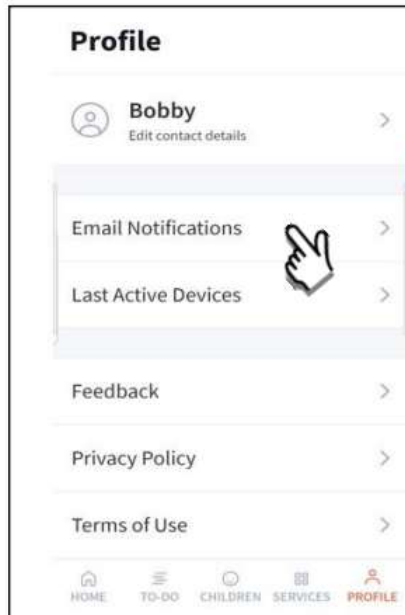 Profile
Bobby
Edit contact details
Email Notifications
Last Active Devices
Feedback
Privacy Policy
Terms of Use
HOME TO-DO CHILDREN SERVICES PROFILE